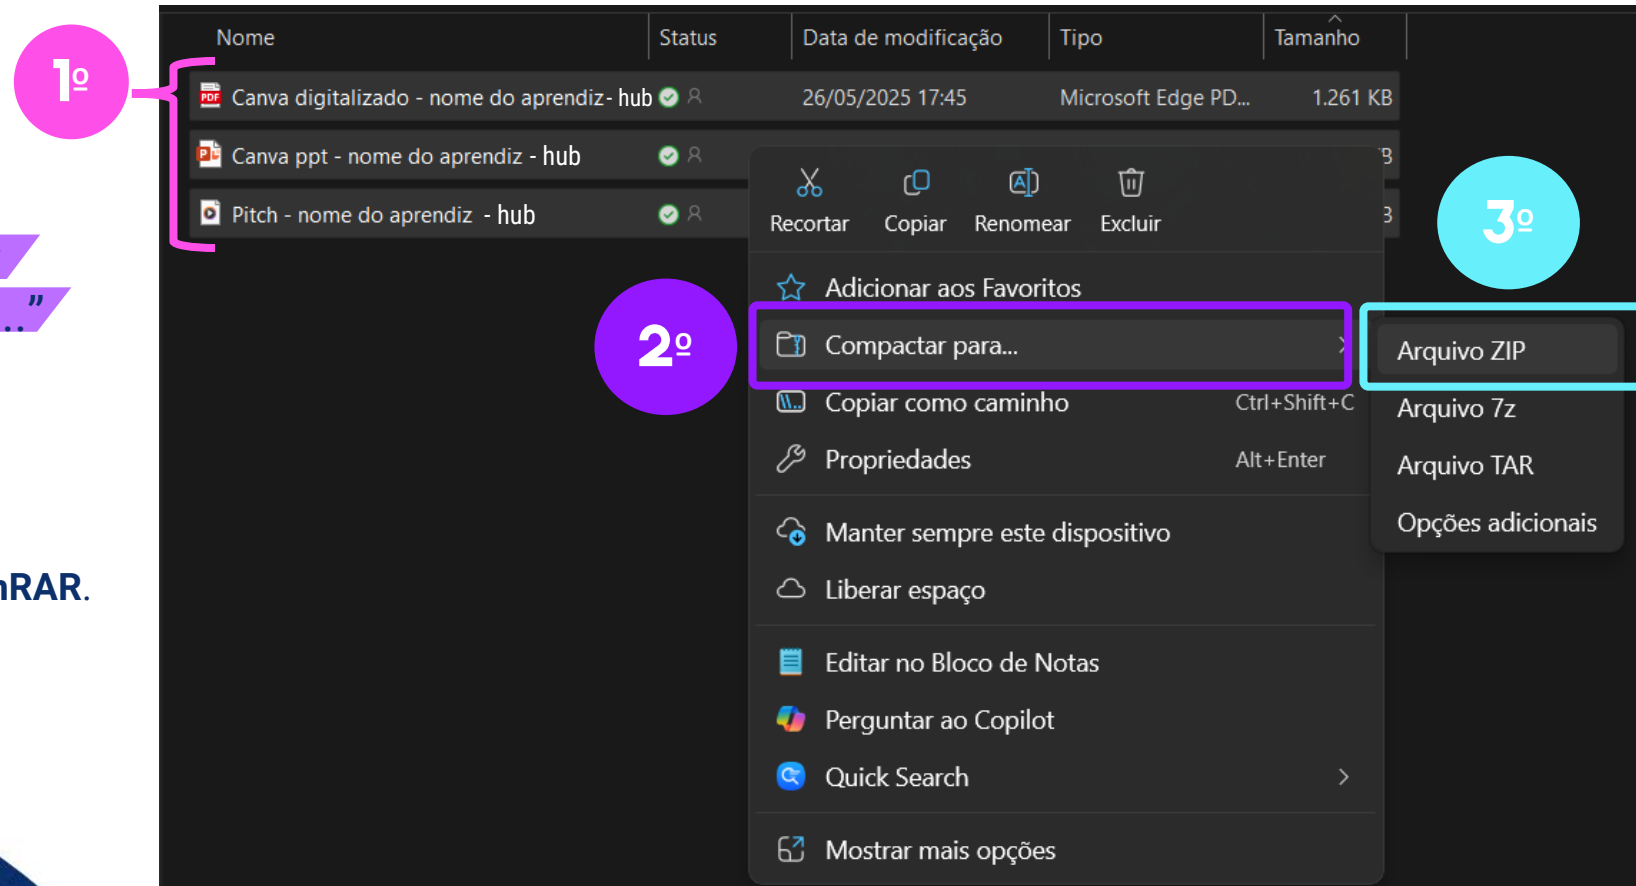 1º
Nome Status Data de modificação Tipo Tamanho
PDF Canva digitalizado - nome do aprendiz- hub 26/05/2025 17:45 Microsoft Edge PD... 1.261 KB
Canva ppt - nome do aprendiz - hub
Pitch - nome do aprendiz - hub
..”
Recortar Copiar Renomear Excluir
3º
Adicionar aos Favoritos
2º
Compactar para...
Arquivo ZIP
Copiar como caminho Ctrl+Shift+C
Arquivo 7z
Propriedades Alt+Enter
Arquivo TAR
Opções adicionais
Manter sempre este dispositivo
Liberar espaço
nRAR.
Editar no Bloco de Notas
Perguntar ao Copilot
Quick Search
Mostrar mais opções